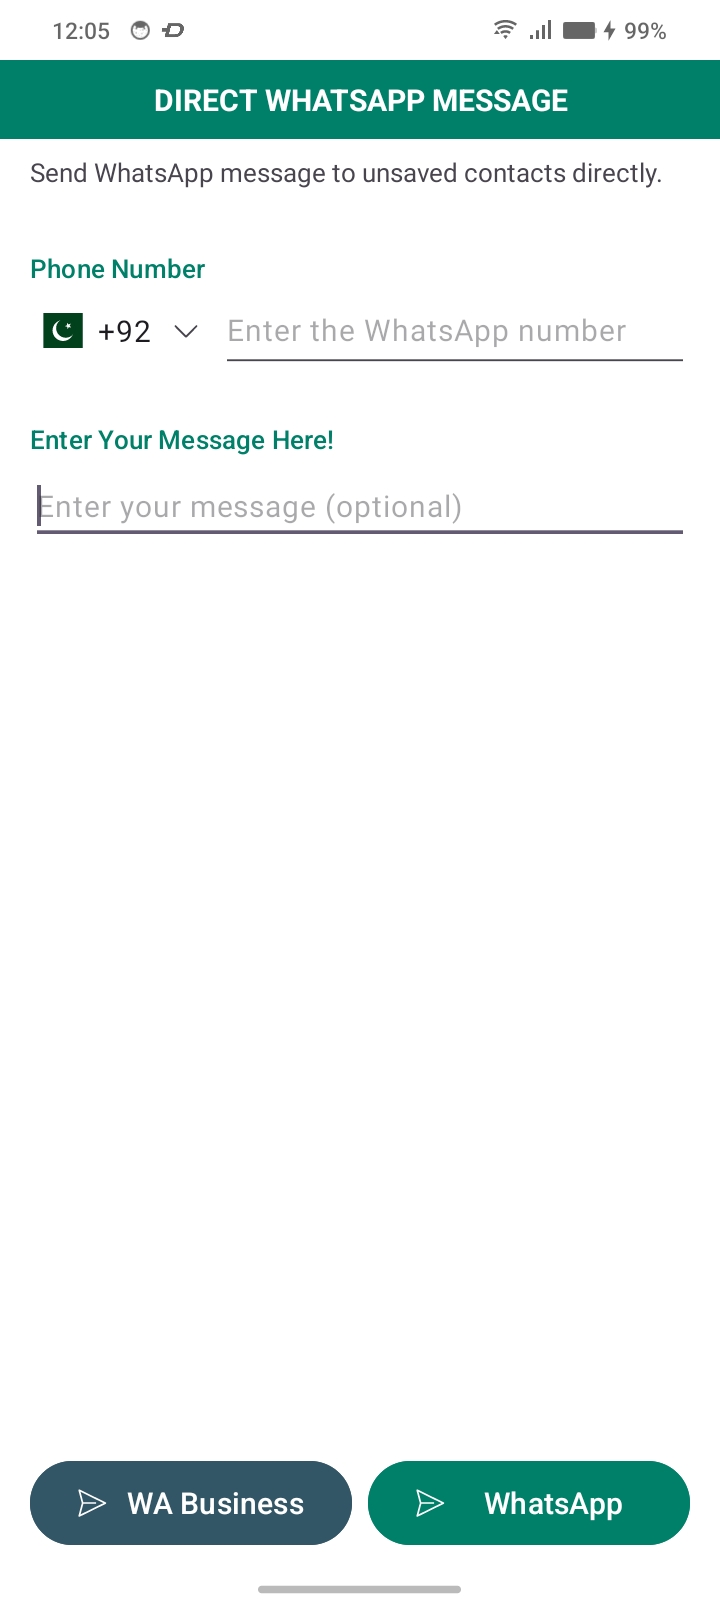 12:05
99%
DIRECT WHATSAPP MESSAGE
Send WhatsApp message to unsaved contacts directly.
Phone Number
+92 Enter the WhatsApp number
Enter Your Message Here!
Enter your message (optional)
WA Business
WhatsApp